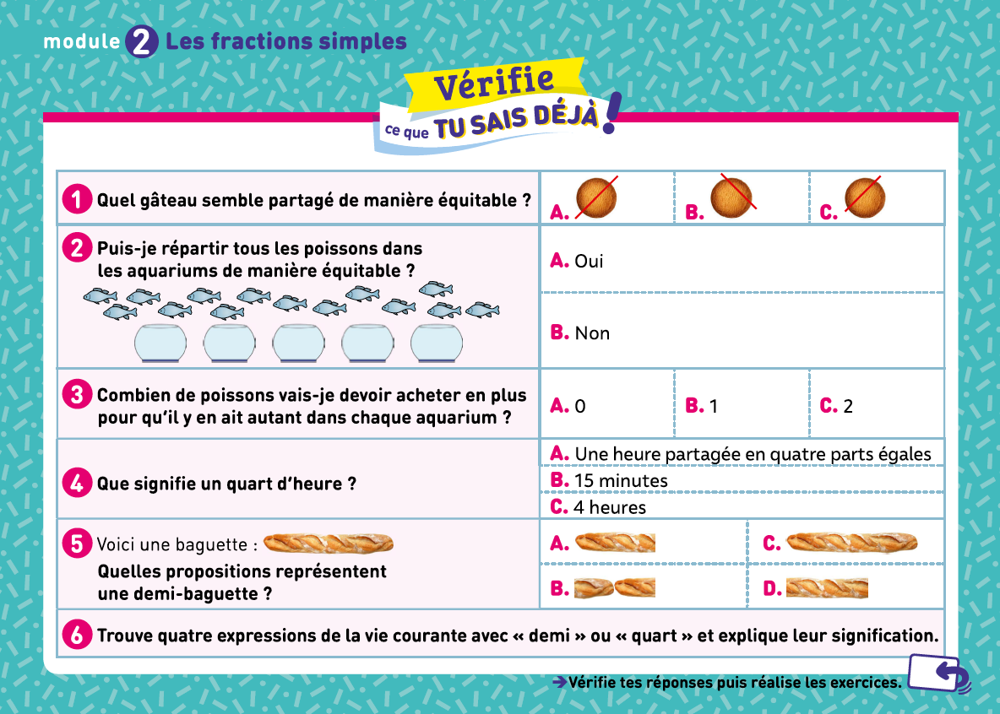 module 2 Les fractions simples
Vérifie
ce que TU SAIS DÉJÀ !
1 Quel gâteau semble partagé de manière équitable ?
A.
B.
C.
2 Puis-je répartir tous les poissons dans
les aquariums de manière équitable ?
A. Oui
B. Non
3 Combien de poissons vais-je devoir acheter en plus
pour qu’il y en ait autant dans chaque aquarium ?
A. 0
B. 1
C. 2
4 Que signifie un quart d’heure ?
A. Une heure partagée en quatre parts égales
B. 15 minutes
C. 4 heures
5 Voici une baguette :
Quelles propositions représentent
une demi-baguette ?
A.
C.
B.
D.
6 Trouve quatre expressions de la vie courante avec « demi » ou « quart » et explique leur signification.
➔ Vérifie tes réponses puis réalise les exercices.